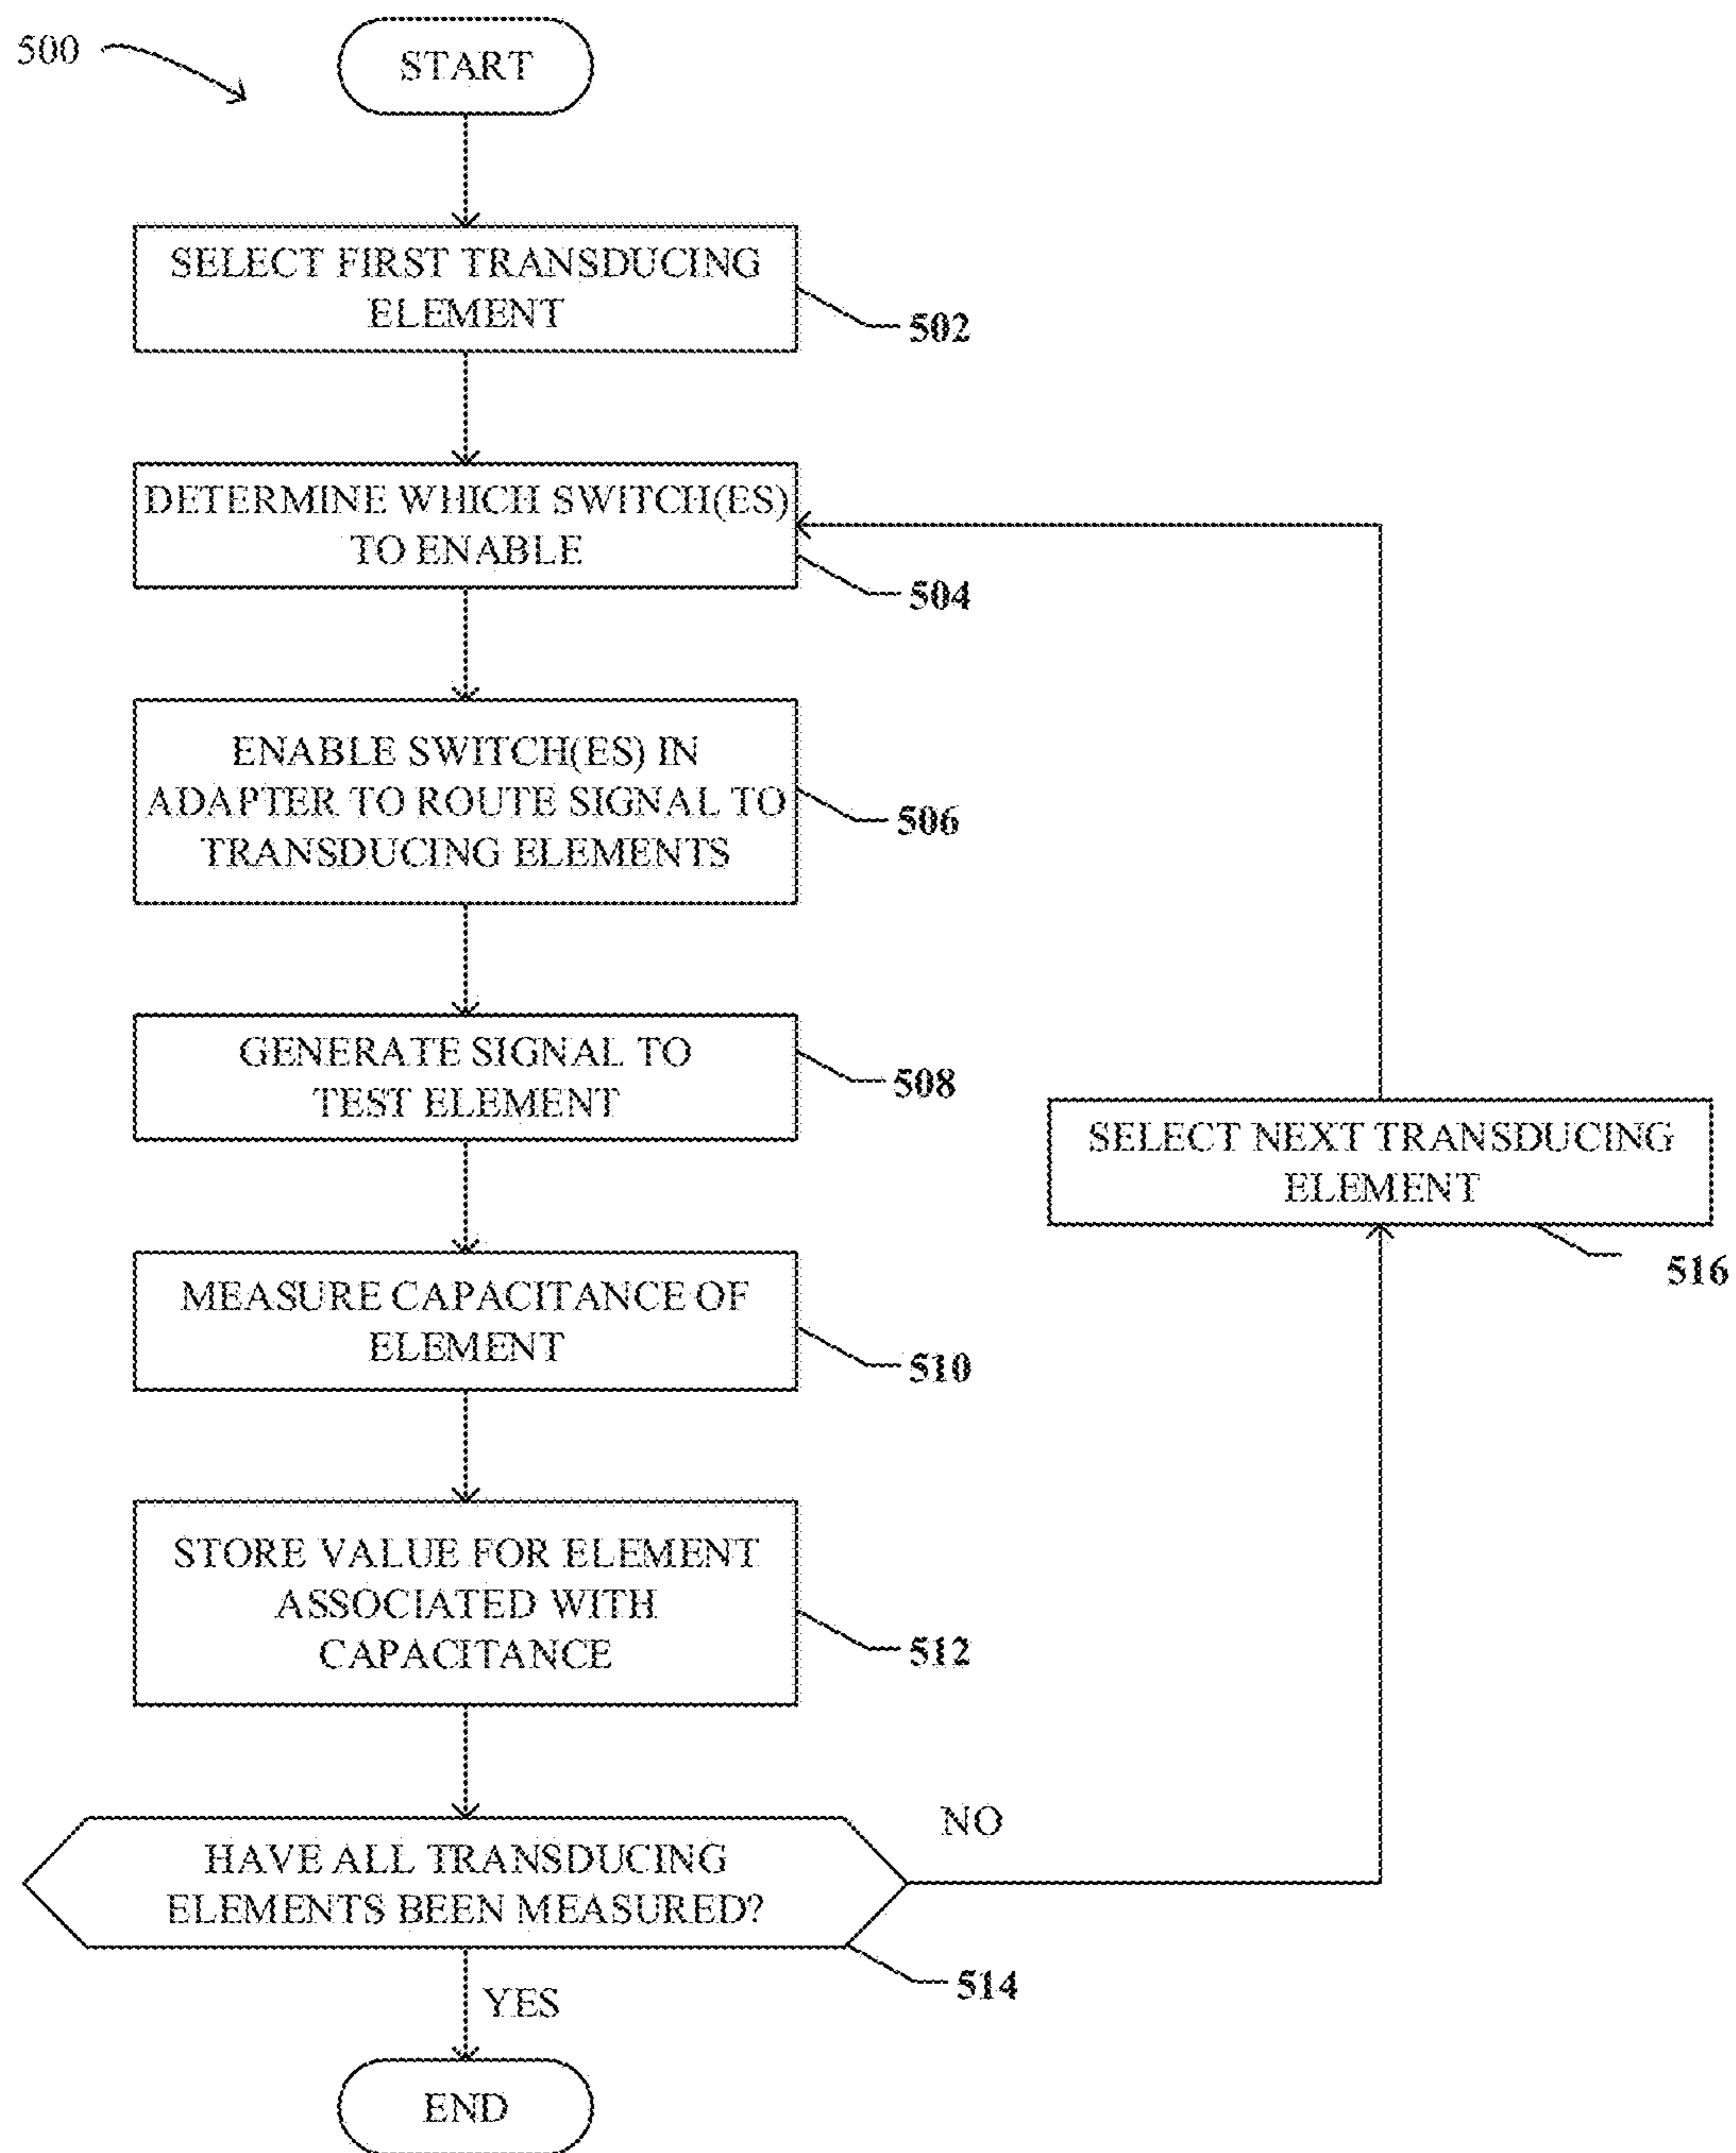 500
START
SELECT FIRST TRANSDUCING
ELEMENT
502
DETERMINE WHICH SWITCH(ES)
TO ENABLE
504
ENABLE SWITCH(ES) IN
ADAPTER TO ROUTE SIGNAL TO
TRANSDUCING ELEMENTS
506
GENERATE SIGNAL TO
TEST ELEMENT
508
SELECT NEXT TRANSDUCING
ELEMENT
516
MEASURE CAPACITANCE OF
ELEMENT
510
STORE VALUE FOR ELEMENT
ASSOCIATED WITH
CAPACITANCE
512
NO
HAVE ALL TRANSDUCING
ELEMENTS BEEN MEASURED?
514
YES
END